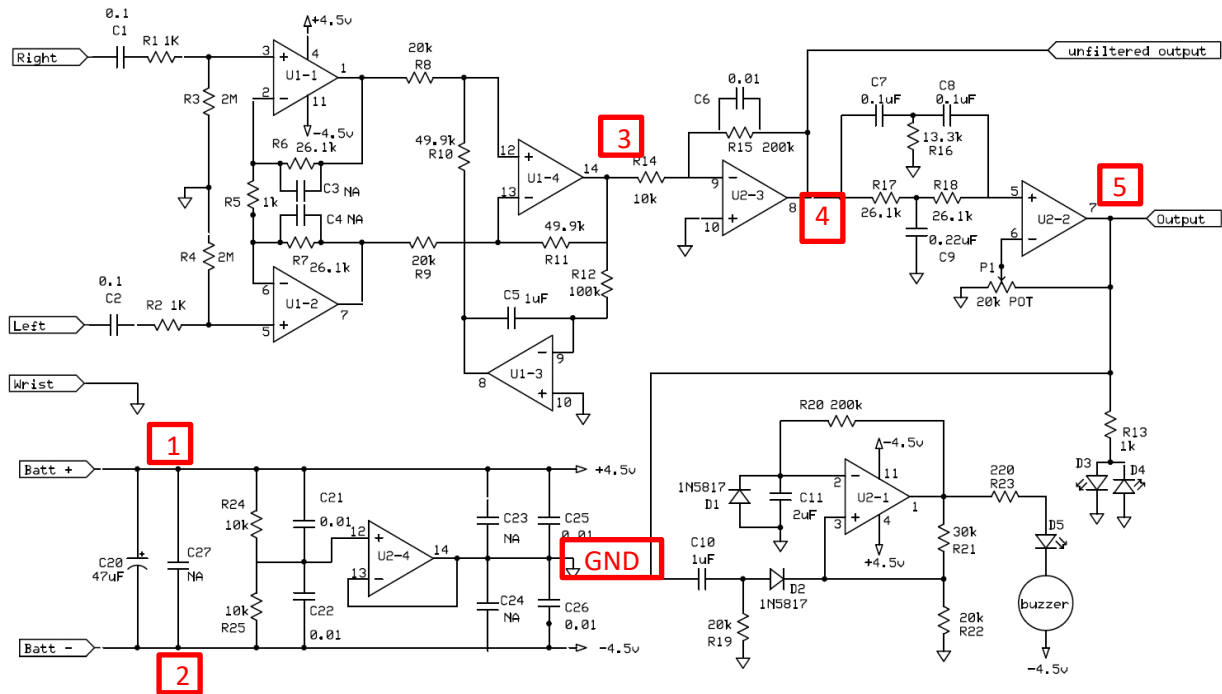 0.1
C1
Right
R1 1K
R3
2M
+4.5v
3
4
1
U1-1
2
11
-4.5v
R6
26.1k
C3
NA
R5
1k
C4
NA
R7
26.1k
R4
2M
0.1
C2
Left
R2 1K
6
5
7
U1-2
20k
R8
49.9k
R10
12
13
14
U1-4
3
49.9k
R11
20k
R9
R12
100k
C5
1uF
9
8
10
U1-3
R14
10k
C6
0.01
R15
200k
9
10
8
U2-3
4
unfiltered output
C7
0.1uF
C8
0.1uF
13.3k
R16
R17
26.1k
R18
26.1k
0.22uF
C9
5
6
7
U2-2
5
Output
P1
20k POT
Wrist
Batt +
1
+4.5v
C20
47uF
C27
NA
R24
10k
C21
0.01
10k
R25
C22
0.01
12
13
14
U2-4
C23
NA
C25
0.01
C24
NA
C26
0.01
GND
Batt -
2
-4.5v
R20 200k
1N5817
D1
C11
2uF
-4.5v
2
11
3
4
1
U2-1
+4.5v
C10
1uF
D2
1N5817
20k
R19
30k
R21
20k
R22
220
R23
D5
buzzer
-4.5v
R13
1k
D3
D4